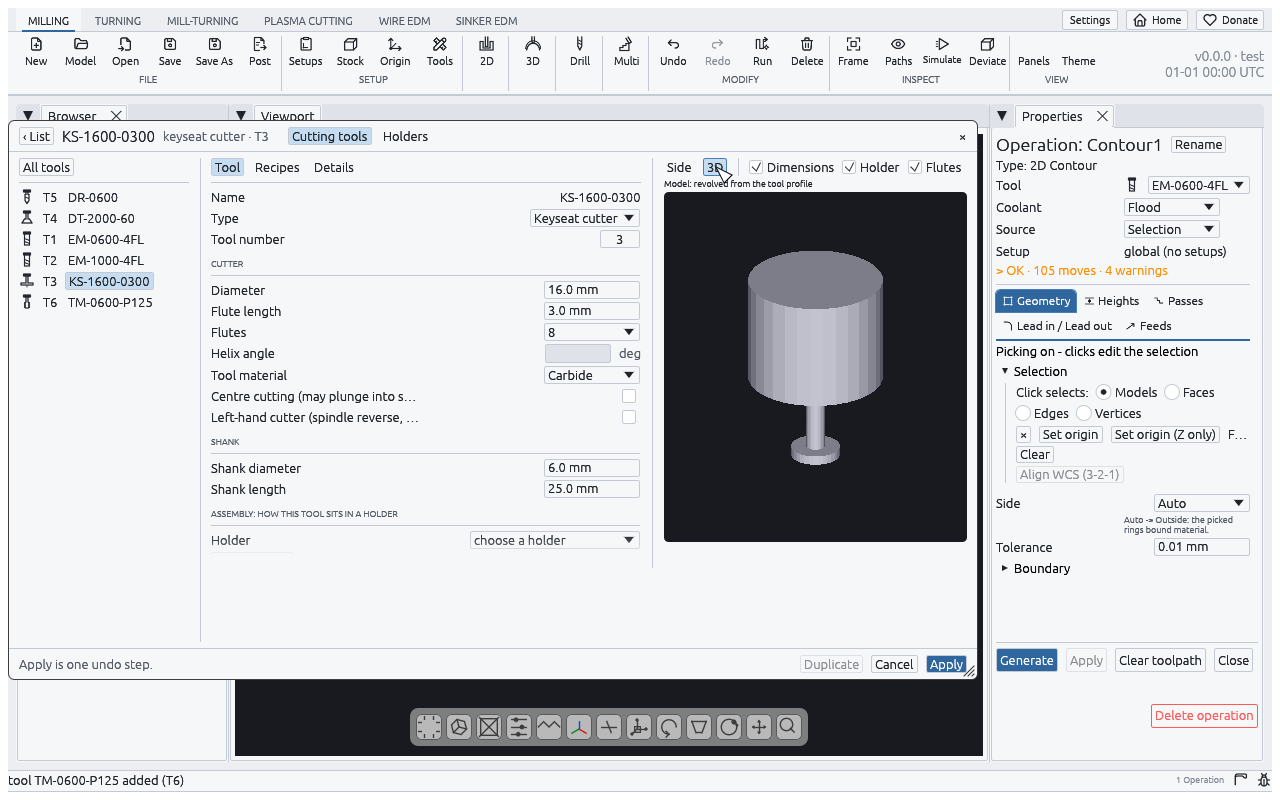 MILLING TURNING MILL-TURNING PLASMA CUTTING WIRE EDM SINKER EDM Settings Home Donate
New Model Open Save Save As Post Setups Stock Origin Tools 2D 3D Drill Multi Undo Redo Run Delete Frame Paths Simulate Deviate Panels Theme
FILE SETUP MODIFY INSPECT VIEW
v0.0.0 · test
01-01 00:00 UTC
Browser Viewport Properties
‹ List KS-1600-0300 keyseat cutter · T3 Cutting tools Holders ×
All tools
T5 DR-0600
T4 DT-2000-60
T1 EM-0600-4FL
T2 EM-1000-4FL
T3 KS-1600-0300
T6 TM-0600-P125
Tool Recipes Details
Name KS-1600-0300
Type Keyseat cutter
Tool number 3
CUTTER
Diameter 16.0 mm
Flute length 3.0 mm
Flutes 8
Helix angle deg
Tool material Carbide
Centre cutting (may plunge into s…
Left-hand cutter (spindle reverse, …
SHANK
Shank diameter 6.0 mm
Shank length 25.0 mm
ASSEMBLY: HOW THIS TOOL SITS IN A HOLDER
Holder choose a holder
Side 3D Dimensions Holder Flutes
Model: revolved from the tool profile
Apply is one undo step. Duplicate Cancel Apply
Operation: Contour1 Rename
Type: 2D Contour
Tool EM-0600-4FL
Coolant Flood
Source Selection
Setup global (no setups)
> OK · 105 moves · 4 warnings
Geometry Heights Passes
Lead in / Lead out Feeds
Picking on - clicks edit the selection
Selection
Click selects: Models Faces
Edges Vertices
× Set origin Set origin (Z only) F…
Clear
Align WCS (3-2-1)
Side Auto
Auto -> Outside: the picked
rings bound material.
Tolerance 0.01 mm
Boundary
Generate Apply Clear toolpath Close
Delete operation
tool TM-0600-P125 added (T6) 1 Operation